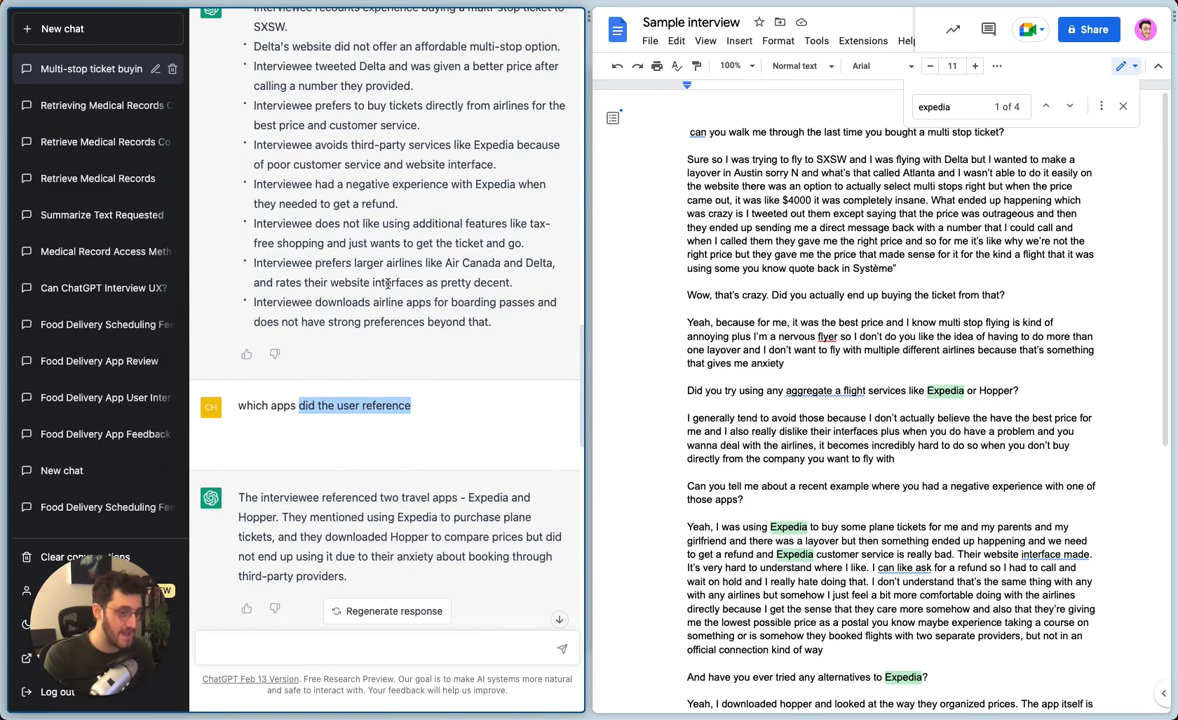 New chat
Multi-stop ticket buyin
Retrieving Medical Records C
Retrieve Medical Records Co
Retrieve Medical Records
Summarize Text Requested
Medical Record Access Meth
Can ChatGPT Interview UX?
Food Delivery Scheduling Fee
Food Delivery App Review
Food Delivery App User Inter
Food Delivery App Feedback
New chat
Food Delivery Scheduling Fee
Clear conversations
EW
Log out
Interviewee recounts experience buying a multi-stop ticket to
SXSW.
Delta's website did not offer an affordable multi-stop option.
Interviewee tweeted Delta and was given a better price after
calling a number they provided.
Interviewee prefers to buy tickets directly from airlines for the
best price and customer service.
Interviewee avoids third-party services like Expedia because
of poor customer service and website interface.
Interviewee had a negative experience with Expedia when
they needed to get a refund.
Interviewee does not like using additional features like tax-
free shopping and just wants to get the ticket and go.
Interviewee prefers larger airlines like Air Canada and Delta,
and rates their website interfaces as pretty decent.
Interviewee downloads airline apps for boarding passes and
does not have strong preferences beyond that.
CH
which apps did the user reference
The interviewee referenced two travel apps - Expedia and
Hopper. They mentioned using Expedia to purchase plane
tickets, and they downloaded Hopper to compare prices but did
not end up using it due to their anxiety about booking through
third-party providers.
Regenerate response
ChatGPT Feb 13 Version. Free Research Preview. Our goal is to make AI systems more natural
and safe to interact with. Your feedback will help us improve.
Sample interview
File Edit View Insert Format Tools Extensions Help
Share
100% Normal text Arial 11
expedia 1 of 4
can you walk me through the last time you bought a multi stop ticket?
Sure so I was trying to fly to SXSW and I was flying with Delta but I wanted to make a
layover in Austin sorry N and what's that called Atlanta and I wasn't able to do it easily on
the website there was an option to actually select multi stops right but when the price
came out, it was like $4000 it was completely insane. What ended up happening which
was crazy is I tweeted out them except saying that the price was outrageous and then
they ended up sending me a direct message back with a number that I could call and
when I called them they gave me the right price and so for me it's like why we're not the
right price but they gave me the price that made sense for it for the kind a flight that it was
using some you know quote back in Système"
Wow, that's crazy. Did you actually end up buying the ticket from that?
Yeah, because for me, it was the best price and I know multi stop flying is kind of
annoying plus I'm a nervous flyer so I don't do you like the idea of having to do more than
one layover and I don't want to fly with multiple different airlines because that's something
that gives me anxiety
Did you try using any aggregate a flight services like Expedia or Hopper?
I generally tend to avoid those because I don't actually believe the have the best price for
me and I also really dislike their interfaces plus when you do have a problem and you
wanna deal with the airlines, it becomes incredibly hard to do so when you don't buy
directly from the company you want to fly with
Can you tell me about a recent example where you had a negative experience with one of
those apps?
Yeah, I was using Expedia to buy some plane tickets for me and my parents and my
girlfriend and there was a layover but then something ended up happening and we need
to get a refund and Expedia customer service is really bad. Their website interface made.
It's very hard to understand where I like. I can like ask for a refund so I had to call and
wait on hold and I really hate doing that. I don't understand that's the same thing with any
with any airlines but somehow I just feel a bit more comfortable doing with the airlines
directly because I get the sense that they care more somehow and also that they're giving
me the lowest possible price as a postal you know maybe experience taking a course on
something or is somehow they booked flights with two separate providers, but not in an
official connection kind of way
And have you ever tried any alternatives to Expedia?
Yeah, I downloaded hopper and looked at the way they organized prices. The app itself is